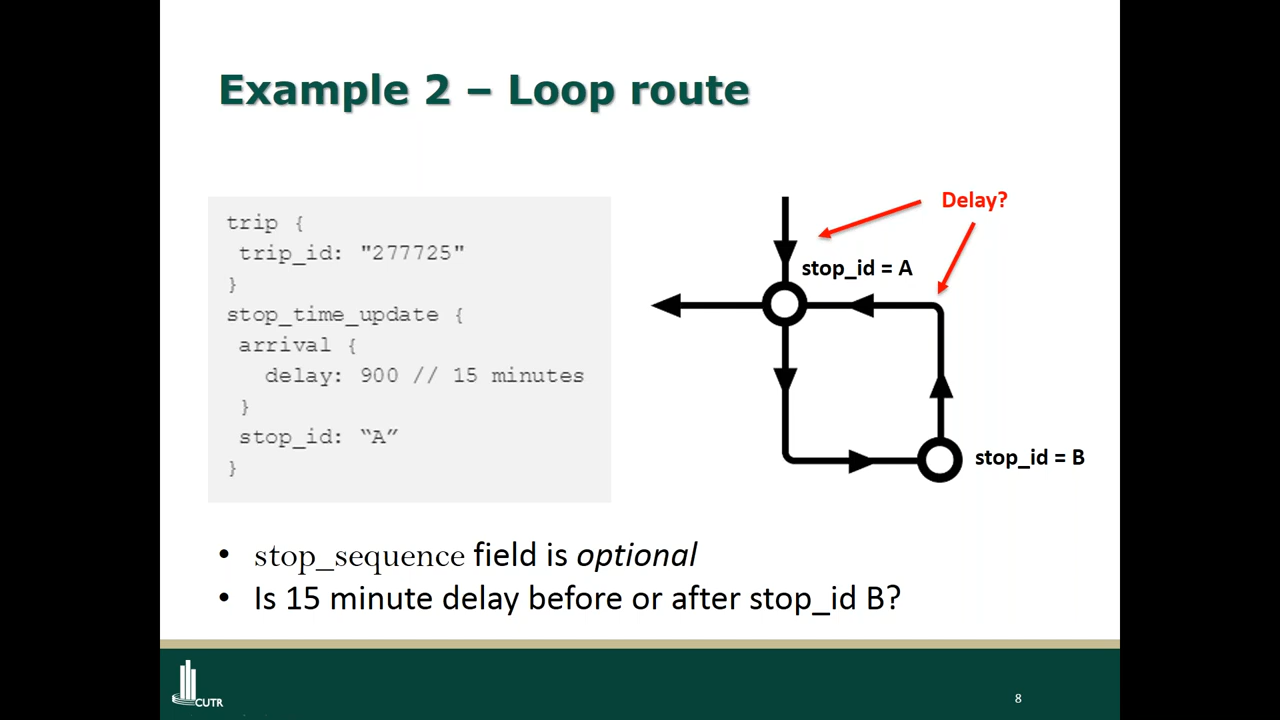 Example 2 – Loop route
trip {
trip_id: "277725"
}
stop_time_update {
arrival {
delay: 900 // 15 minutes
}
stop_id: “A”
}
Delay?
stop_id = A
stop_id = B
• stop_sequence field is optional
• Is 15 minute delay before or after stop_id B?
CUTR
8